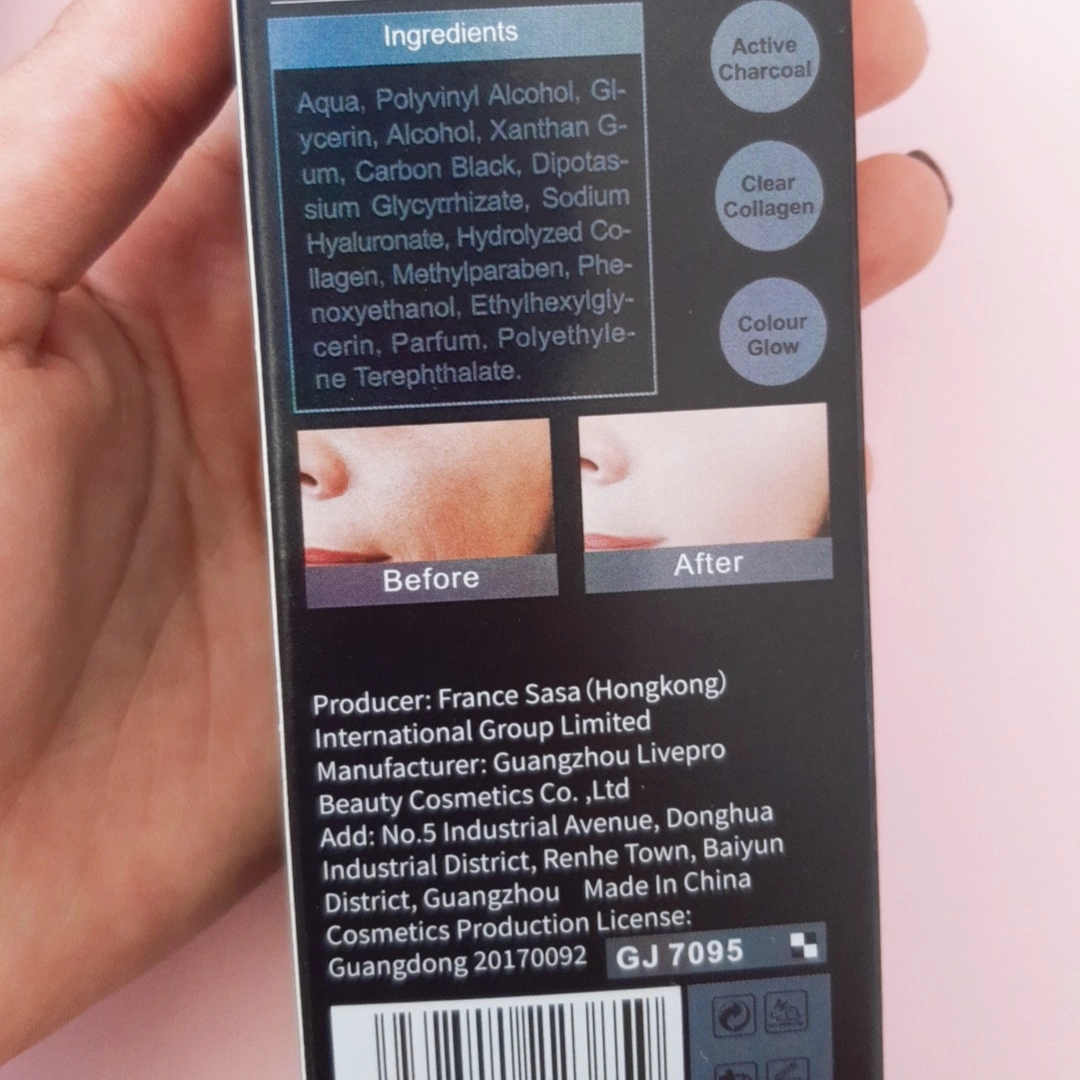 Ingredients
Aqua, Polyvinyl Alcohol, Gl-
ycerin, Alcohol, Xanthan G-
um, Carbon Black, Dipotas-
sium Glycyrrhizate, Sodium
Hyaluronate, Hydrolyzed Co-
llagen, Methylparaben, Phe-
noxyethanol, Ethylhexylgly-
cerin, Parfum, Polyethyle-
ne Terephthalate.
Active
Charcoal
Clear
Collagen
Colour
Glow
Before
After
Producer: France Sasa (Hongkong)
International Group Limited
Manufacturer: Guangzhou Livepro
Beauty Cosmetics Co. ,Ltd
Add: No.5 Industrial Avenue, Donghua
Industrial District, Renhe Town, Baiyun
District, Guangzhou Made In China
Cosmetics Production License:
Guangdong 20170092
GJ 7095